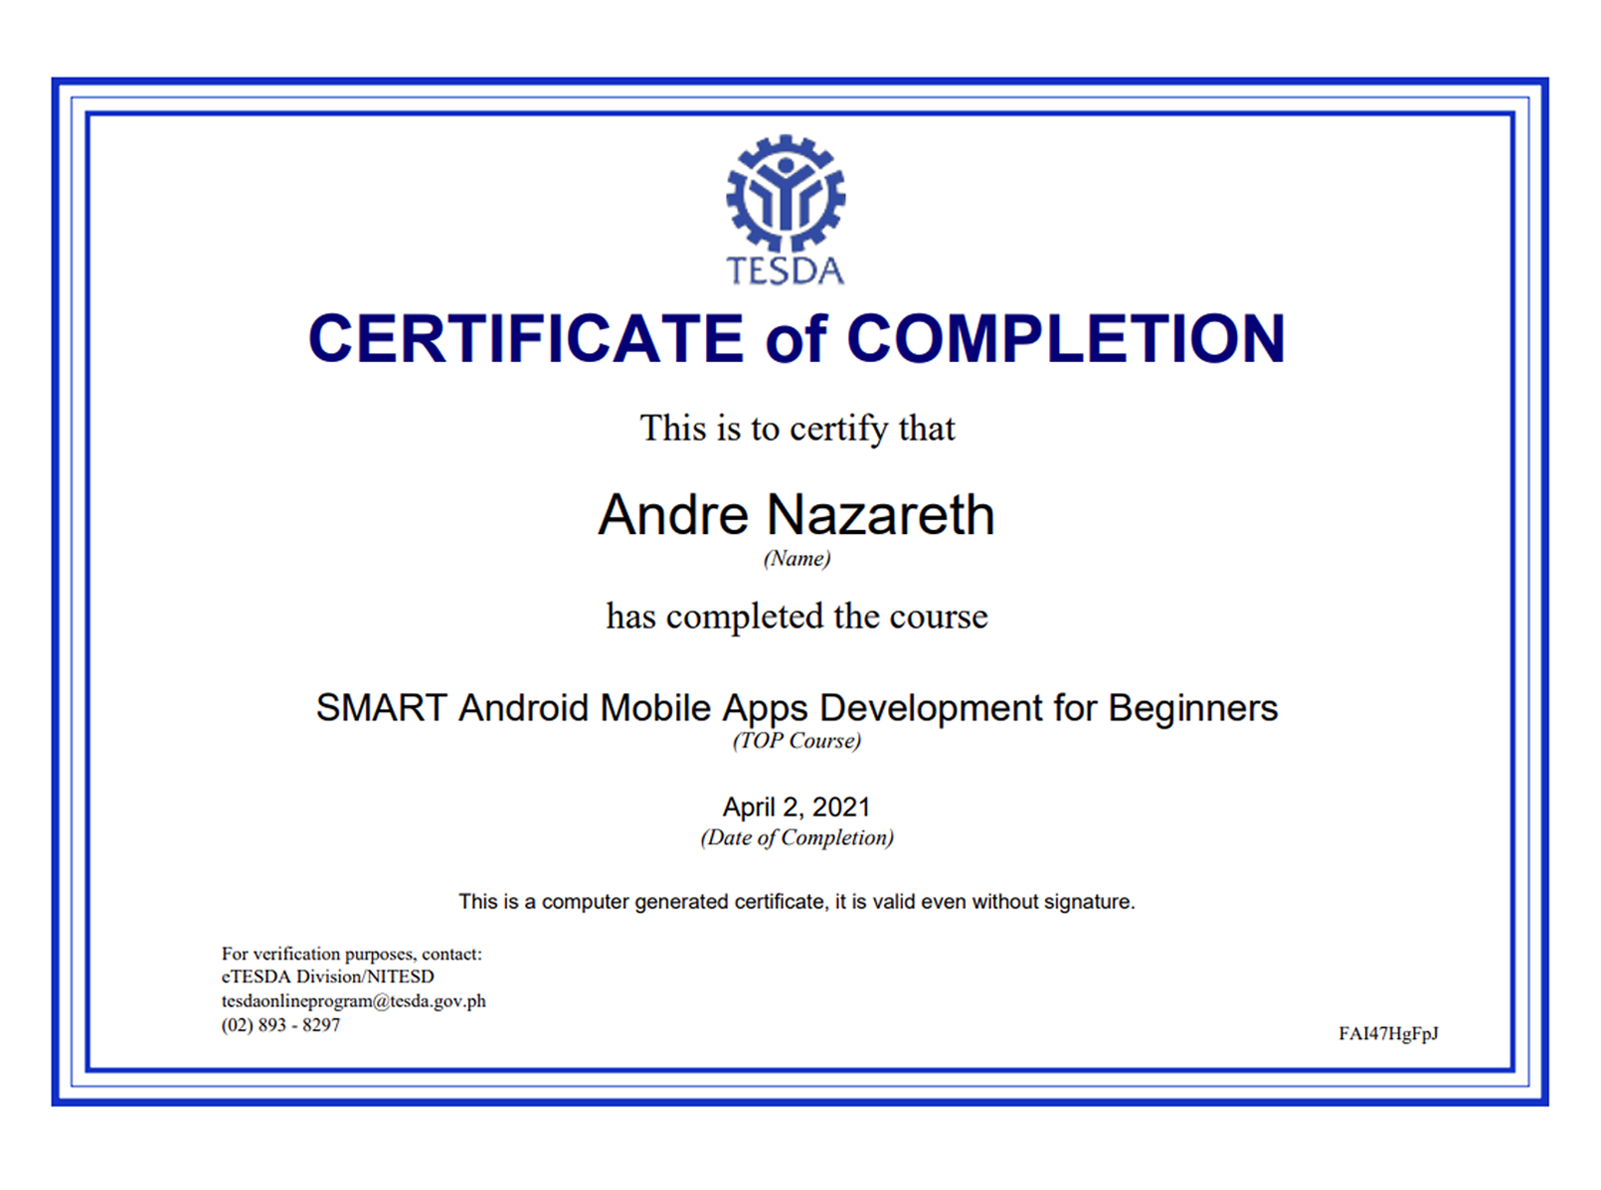 TESDA
CERTIFICATE of COMPLETION
This is to certify that
Andre Nazareth
(Name)
has completed the course
SMART Android Mobile Apps Development for Beginners
(TOP Course)
April 2, 2021
(Date of Completion)
This is a computer generated certificate, it is valid even without signature.
For verification purposes, contact:
eTESDA Division/NITESD
tesdaonlineprogram@tesda.gov.ph
(02) 893 - 8297
FAI47HgFpJ